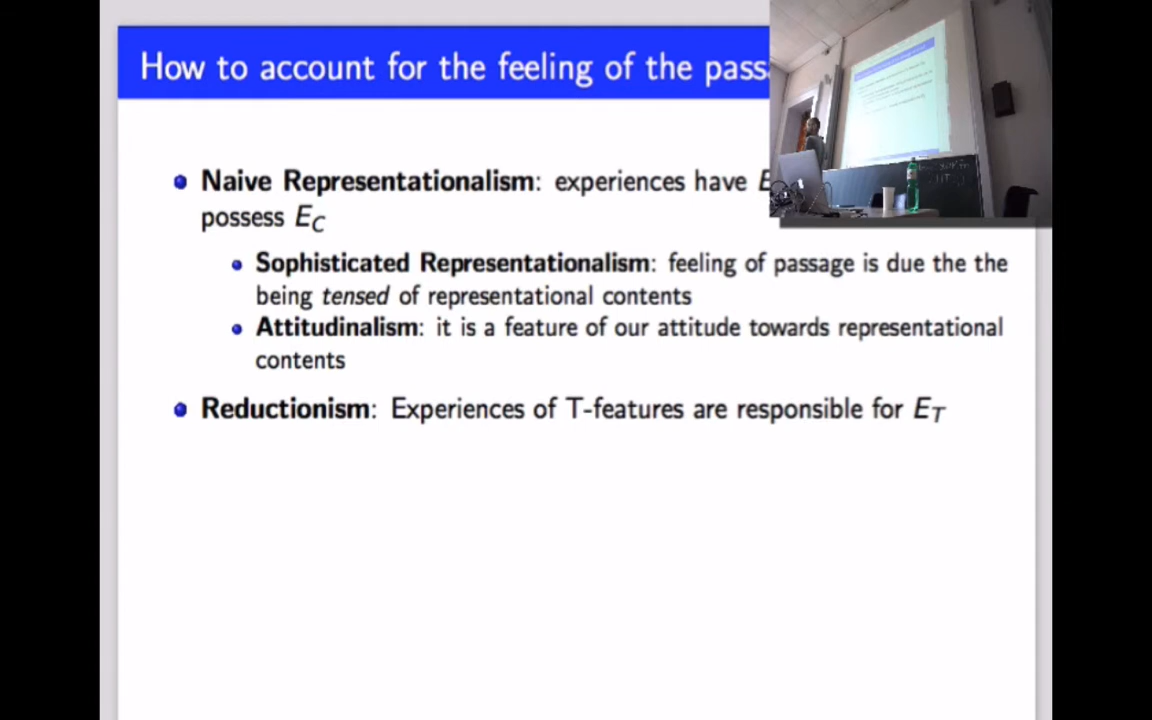 How to account for the feeling of the
Naive Representationalism: experiences have
possess E_C
Sophisticated Representationalism: feeling of passage is due the the
being tensed of representational contents
Attitudinalism: it is a feature of our attitude towards representational
contents
Reductionism: Experiences of T-features are responsible for E_T